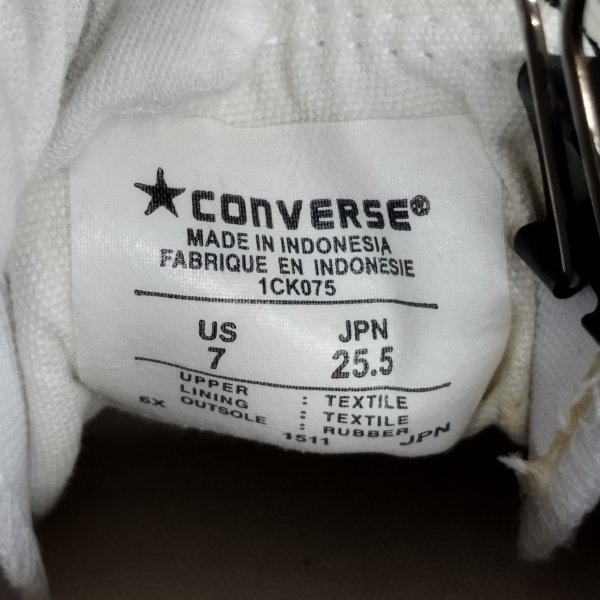 ★CONVERSE®
MADE IN INDONESIA
FABRIQUE EN INDONESIE
1CK075
US JPN
7 25.5
UPPER : TEXTILE
LINING : TEXTILE
6X OUTSOLE : RUBBER
1511 JPN